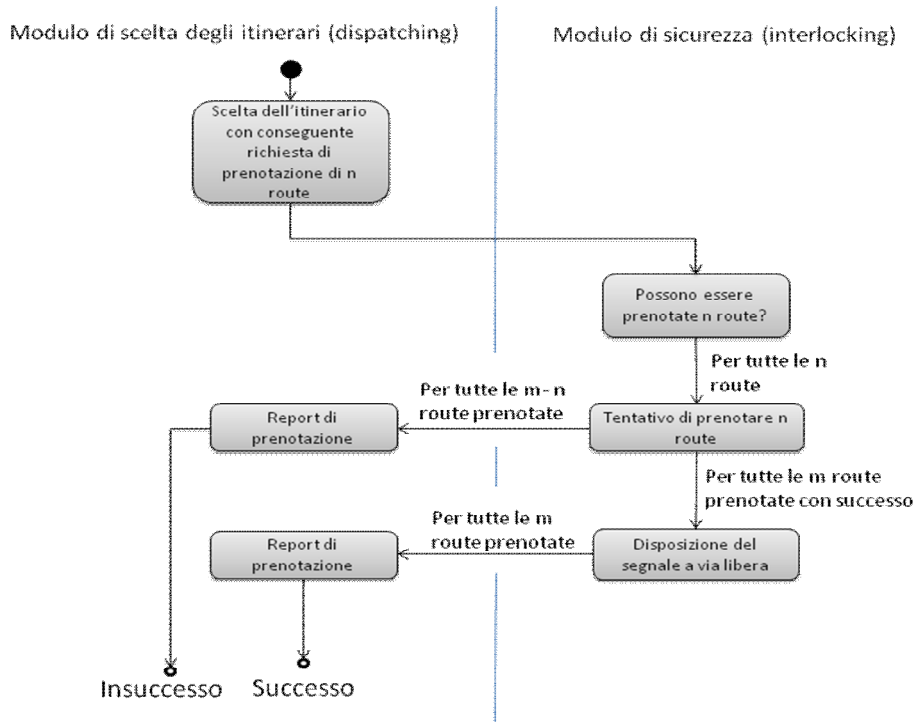 Modulo di scelta degli itinerari (dispatching)
Modulo di sicurezza (interlocking)
Scelta dell'itinerario
con conseguente
richiesta di
prenotazione di n
route
Possono essere
prenotate n route?
Per tutte le n
route
Per tutte le m- n
route prenotate
Report di
prenotazione
Tentativo di prenotare n
route
Per tutte le m route
prenotate con successo
Per tutte le m
route prenotate
Report di
prenotazione
Disposizione del
segnale a via libera
Insuccesso
Successo